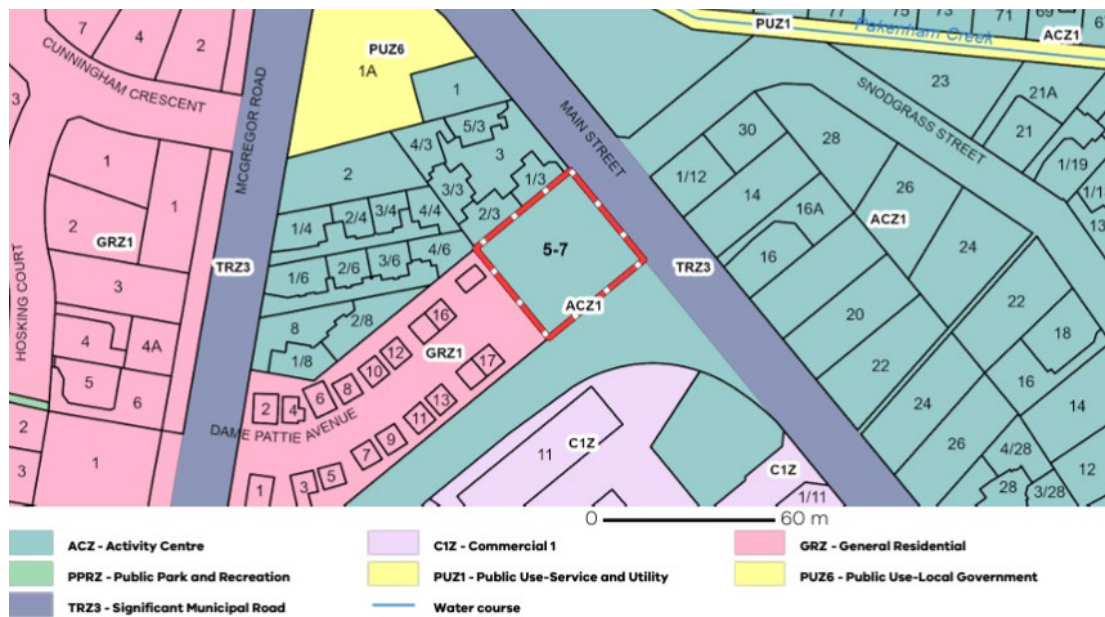 7
4
2
PUZ6
1A
PUZ1
77
75
73
71
69
67
Pakenham Creek
ACZ1
CUNNINGHAM CRESCENT
MCGREGOR ROAD
MAIN STREET
SNODGRASS STREET
3
1
1
1
4/3
5/3
3
3/3
1/3
2/3
30
28
23
21A
21
1/19
1/1
13
2
1/12
14
16A
16
26
ACZ1
24
2
GRZ1
3
1/4
2/4
3/4
4/4
1/6
2/6
3/6
4/6
TRZ3
5-7
TRZ3
ACZ1
HOSKING COURT
4
4A
5
6
8
2/8
1/8
16
GRZ1
12
10
8
6
4
2
17
20
22
22
18
16
14
24
26
4/28
28
3/28
12
DAME PATTIE AVENUE
13
11
9
7
5
3
1
2
3
1
11
C1Z
C1Z
1/11
0 60 m
ACZ - Activity Centre
C1Z - Commercial 1
GRZ - General Residential
PPRZ - Public Park and Recreation
PUZ1 - Public Use-Service and Utility
PUZ6 - Public Use-Local Government
TRZ3 - Significant Municipal Road
Water course